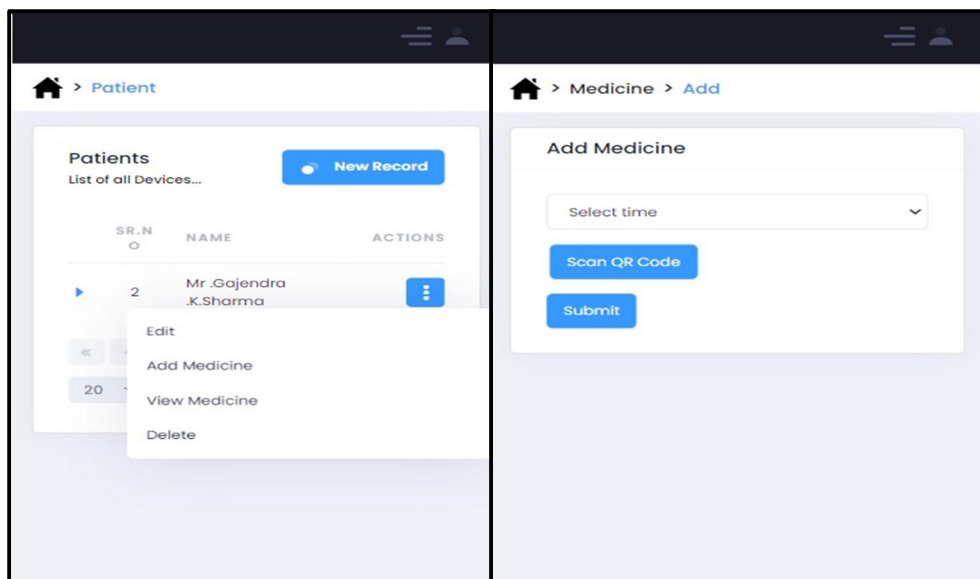 > Patient
Patients
List of all Devices...
New Record
SR.N
O
NAME
ACTIONS
2
Mr .Gajendra
.K.Sharma
Edit
«
Add Medicine
20
View Medicine
Delete
> Medicine > Add
Add Medicine
Select time
Scan QR Code
Submit